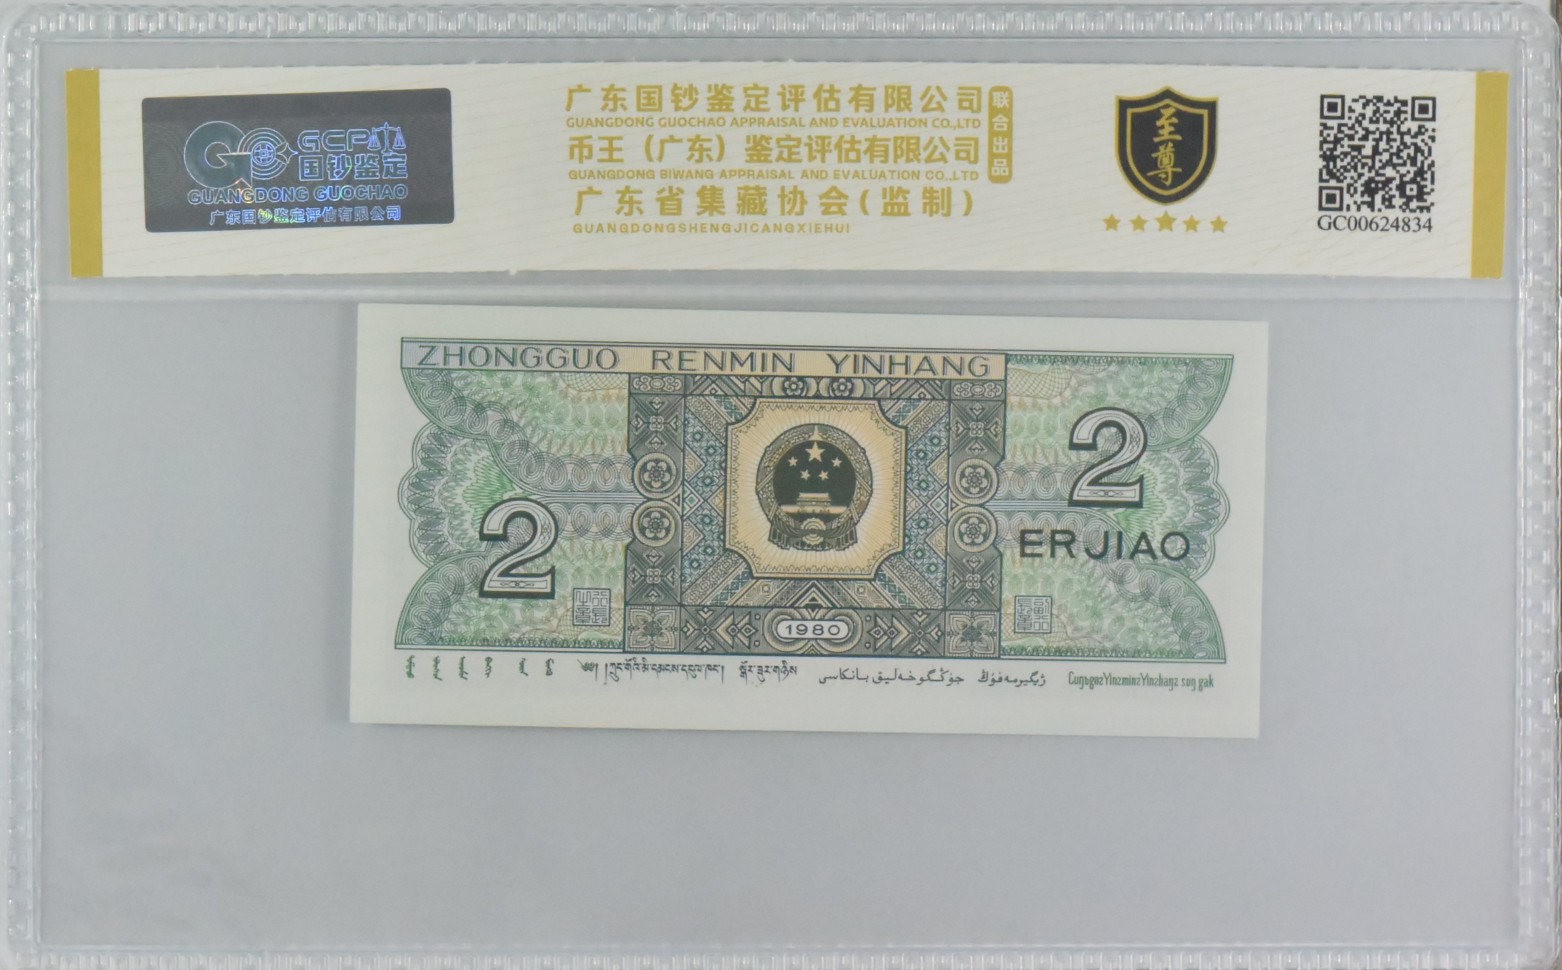 GCP
国钞鉴定
GUANGDONG GUOCHAO
广东国钞鉴定评估有限公司
广东国钞鉴定评估有限公司
GUANGDONG GUOCHAO APPRAISAL AND EVALUATION CO.,LTD
币王（广东）鉴定评估有限公司
GUANGDONG BIWANG APPRAISAL AND EVALUATION CO.,LTD
联合出品
广东省集藏协会(监制)
GUANGDONGSHENGJICANGXIEHUI
至尊
GC00624834
ZHONGGUO RENMIN YINHANG
2
2
ER JIAO
1980
جۇڭگوخەلىق بانكاسى